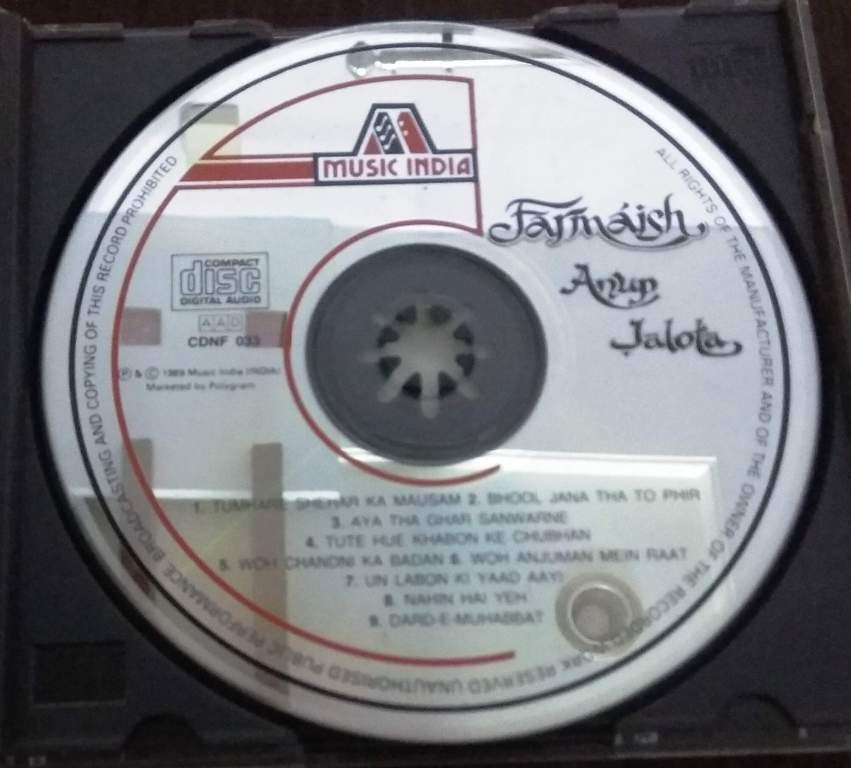 MUSIC INDIA
Farmáish
Anup
Jalota
COMPACT
disc
DIGITAL AUDIO
AAD
CDNF 033
Ⓟ & © 1989 Music India (INDIA)
Marketed by Polygram
1. TUMHARE SHEHAR KA MAUSAM 2. BHOOL JANA THA TO PHIR
3. AYA THA GHAR SANWARNE
4. TUTE HUE KHABON KE CHUBHAN
5. WOH CHANDNI KA BADAN 6. WOH ANJUMAN MEIN RAAT
7. UN LABON KI YAAD AAYI
8. NAHIN HAI YEH
9. DARD-E-MUHABBAT
ALL RIGHTS OF THE MANUFACTURER AND OF THE OWNER OF THE RECORDED WORK RESERVED UNAUTHORISED PUBLIC PERFORMANCE BROADCASTING AND COPYING OF THIS RECORD PROHIBITED